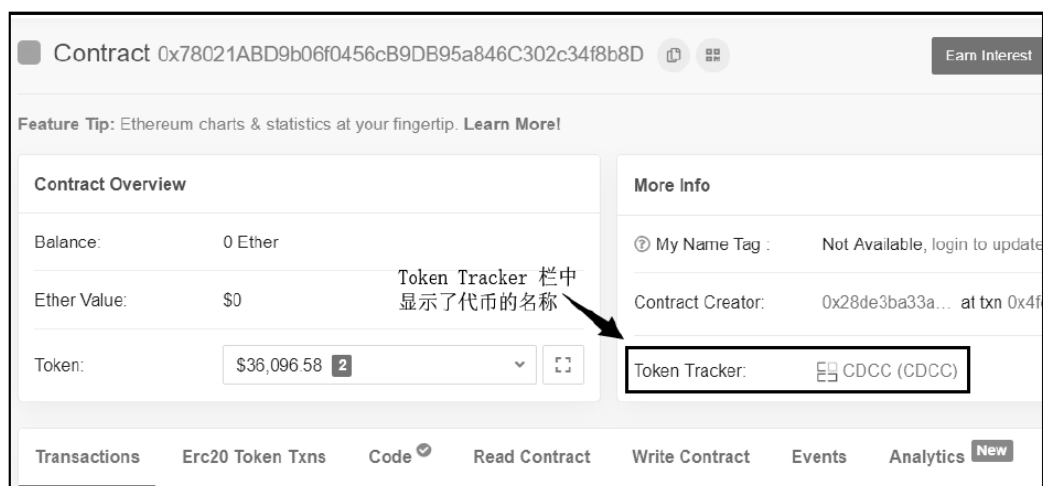 Contract 0x78021ABD9b06f0456cB9DB95a846C302c34f8b8D
Earn Interest
Feature Tip: Ethereum charts & statistics at your fingertip. Learn More!
Contract Overview
Balance: 0 Ether
Ether Value: $0
Token: $36,096.58 2
More Info
My Name Tag : Not Available, login to update
Contract Creator: 0x28de3ba33a... at txn 0x4f
Token Tracker: CDCC (CDCC)
Token Tracker 栏中
显示了代币的名称
Transactions Erc20 Token Txns Code Read Contract Write Contract Events Analytics New